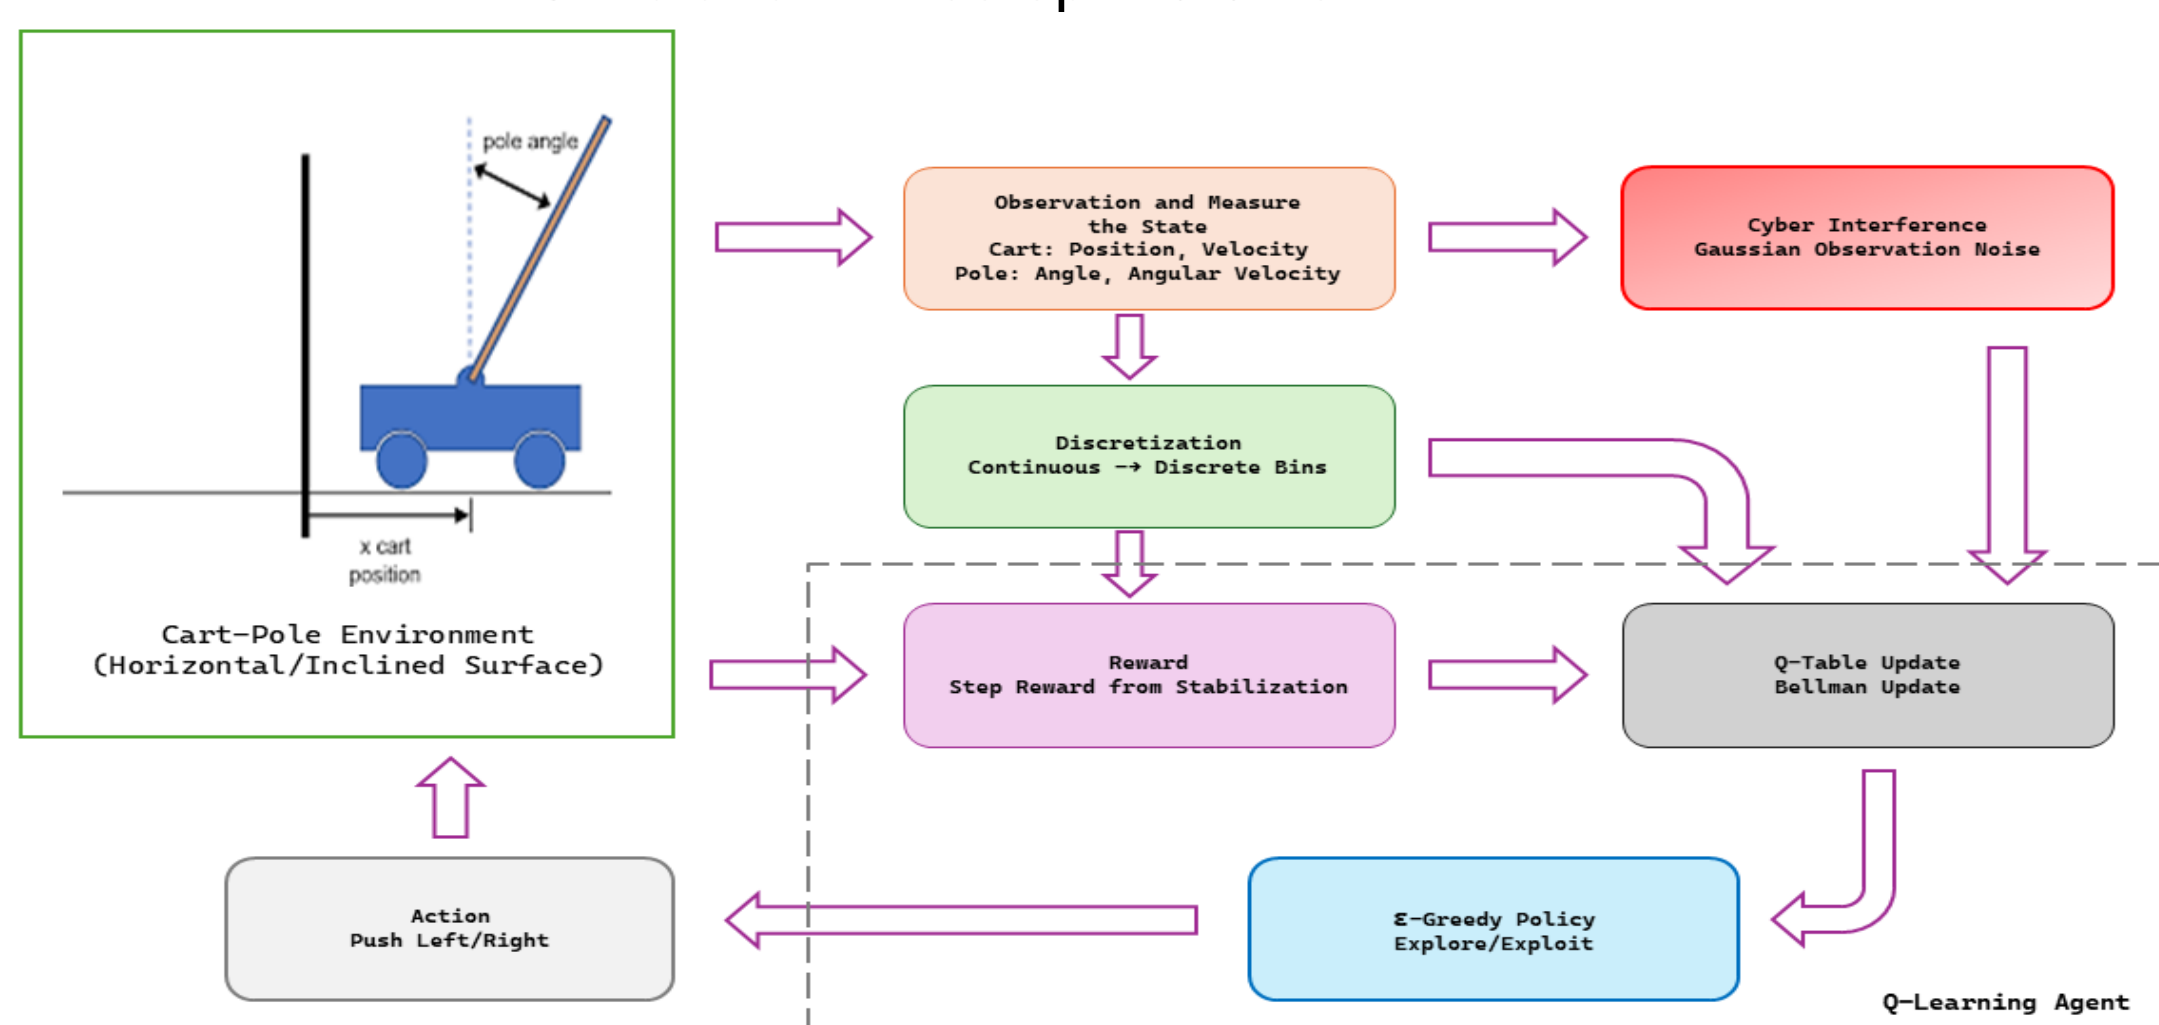 pole angle
x cart
position
Cart-Pole Environment
(Horizontal/Inclined Surface)
Observation and Measure
the State
Cart: Position, Velocity
Pole: Angle, Angular Velocity
Cyber Interference
Gaussian Observation Noise
Discretization
Continuous --→ Discrete Bins
Reward
Step Reward from Stabilization
Q-Table Update
Bellman Update
Action
Push Left/Right
Ɛ-Greedy Policy
Explore/Exploit
Q-Learning Agent